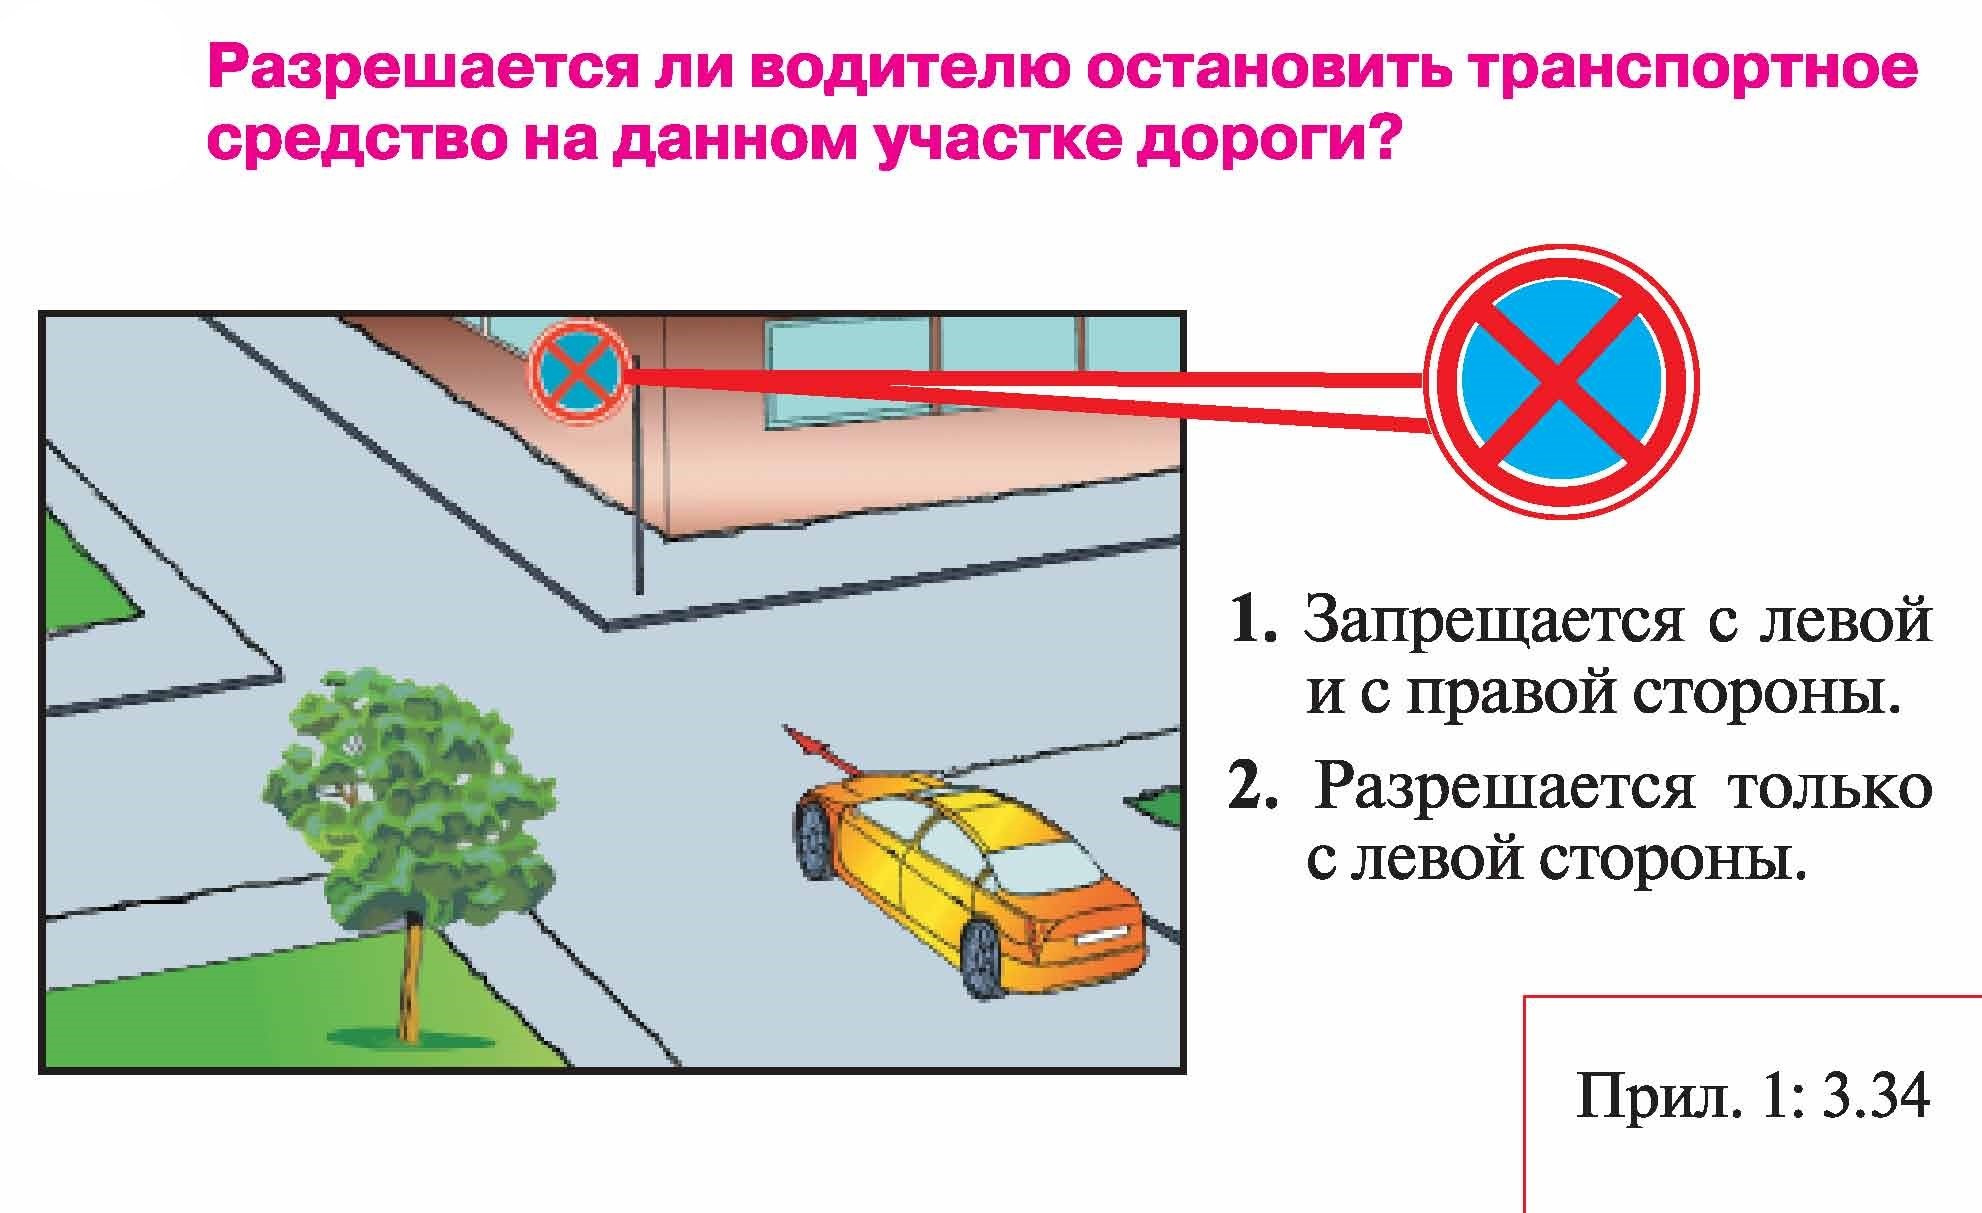 Разрешается ли водителю остановить транспортное
средство на данном участке дороги?
1. Запрещается с левой
и с правой стороны.
2. Разрешается только
с левой стороны.
Прил. 1: 3.34